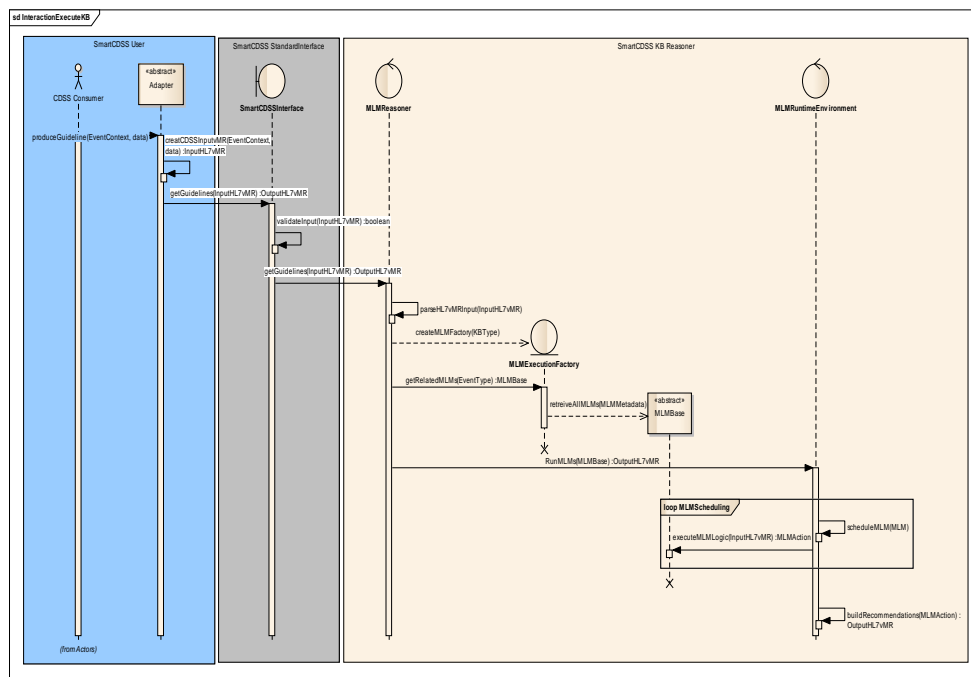 sd InteractionExecuteKB
SmartCDSS User
SmartCDSS StandardInterface
SmartCDSS KB Reasoner
CDSS Consumer
«abstract»
Adapter
SmartCDSSInterface
MLMReasoner
MLMRuntimeEnvironment
produceGuideline(EventContext, data)
creatCDSSInputvMR(EventContext,
data) :InputHL7vMR
getGuidelines(InputHL7vMR) :OutputHL7vMR
validateInput(InputHL7vMR) :boolean
getGuidelines(InputHL7vMR) :OutputHL7vMR
parseHL7vMRInput(InputHL7vMR)
createMLMFactory(KBType)
MLMExecutionFactory
getRelatedMLMs(EventType) :MLMBase
retreiveAllMLMs(MLMMetadata)
«abstract»
MLMBase
RunMLMs(MLMBase) :OutputHL7vMR
loop MLMScheduling
scheduleMLM(MLM)
executeMLMLogic(InputHL7vMR) :MLMAction
buildRecommendations(MLMAction) :
OutputHL7vMR
(from Actors)